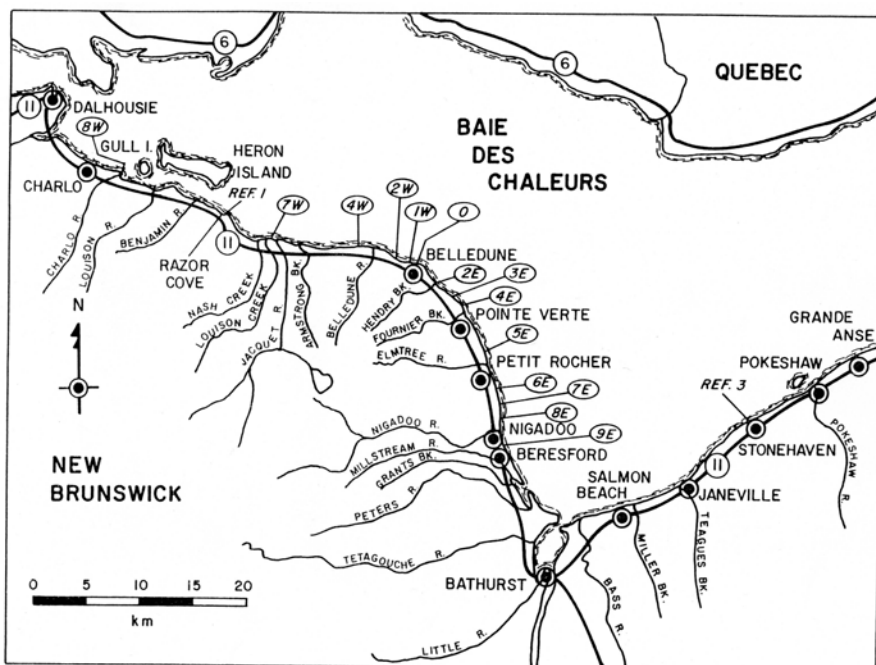 6
6
QUEBEC
11
DALHOUSIE
8W
GULL I.
HERON
ISLAND
BAIE
DES
CHALEURS
CHARLO
REF. 1
7W
4W
2W
1W
0
CHARLO R.
LOUISON R.
BENJAMIN R.
RAZOR
COVE
11
BELLEDUNE
2E
3E
4E
NASH CREEK
LOUISON CREEK
JACQUET R.
ARMSTRONG BK.
BELLEDUNE R.
HENDRY BK.
FOURNIER BK.
POINTE VERTE
5E
ELMTREE R.
PETIT ROCHER
GRANDE
ANSE
POKESHAW
N
6E
7E
8E
9E
REF. 3
NIGADOO R.
NIGADOO
MILLSTREAM R.
BERESFORD
GRANTS BK.
STONEHAVEN
POKESHAW R.
NEW
BRUNSWICK
PETERS R.
SALMON
BEACH
11
JANEVILLE
TETAGOUCHE R.
TEAGUES BK.
MILLER BK.
BASS R.
BATHURST
LITTLE R.
0 5 10 15 20
km